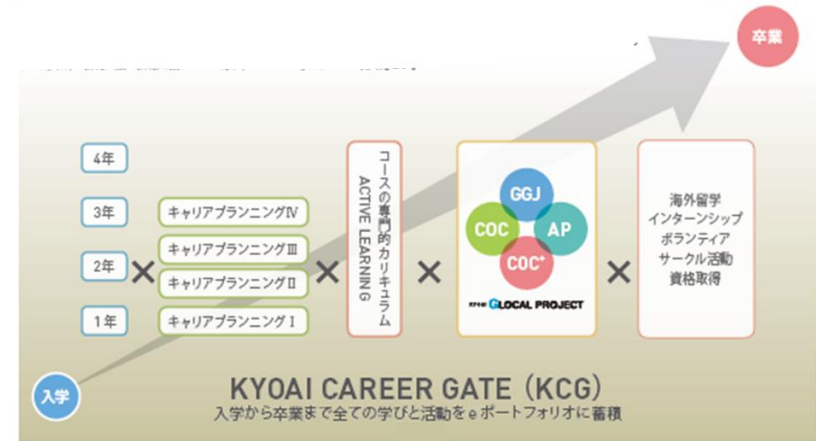 卒業
4年
3年
2年
1年
×
キャリアプランニングⅣ
キャリアプランニングⅢ
キャリアプランニングⅡ
キャリアプランニングⅠ
×
コースの専門的カリキュラム
ACTIVE LEARNING
×
GGJ
COC
AP
COC+
KYOAI GLOCAL PROJECT
×
海外留学
インターンシップ
ボランティア
サークル活動
資格取得
入学
KYOAI CAREER GATE（KCG）
入学から卒業まで全ての学びと活動をeポートフォリオに蓄積